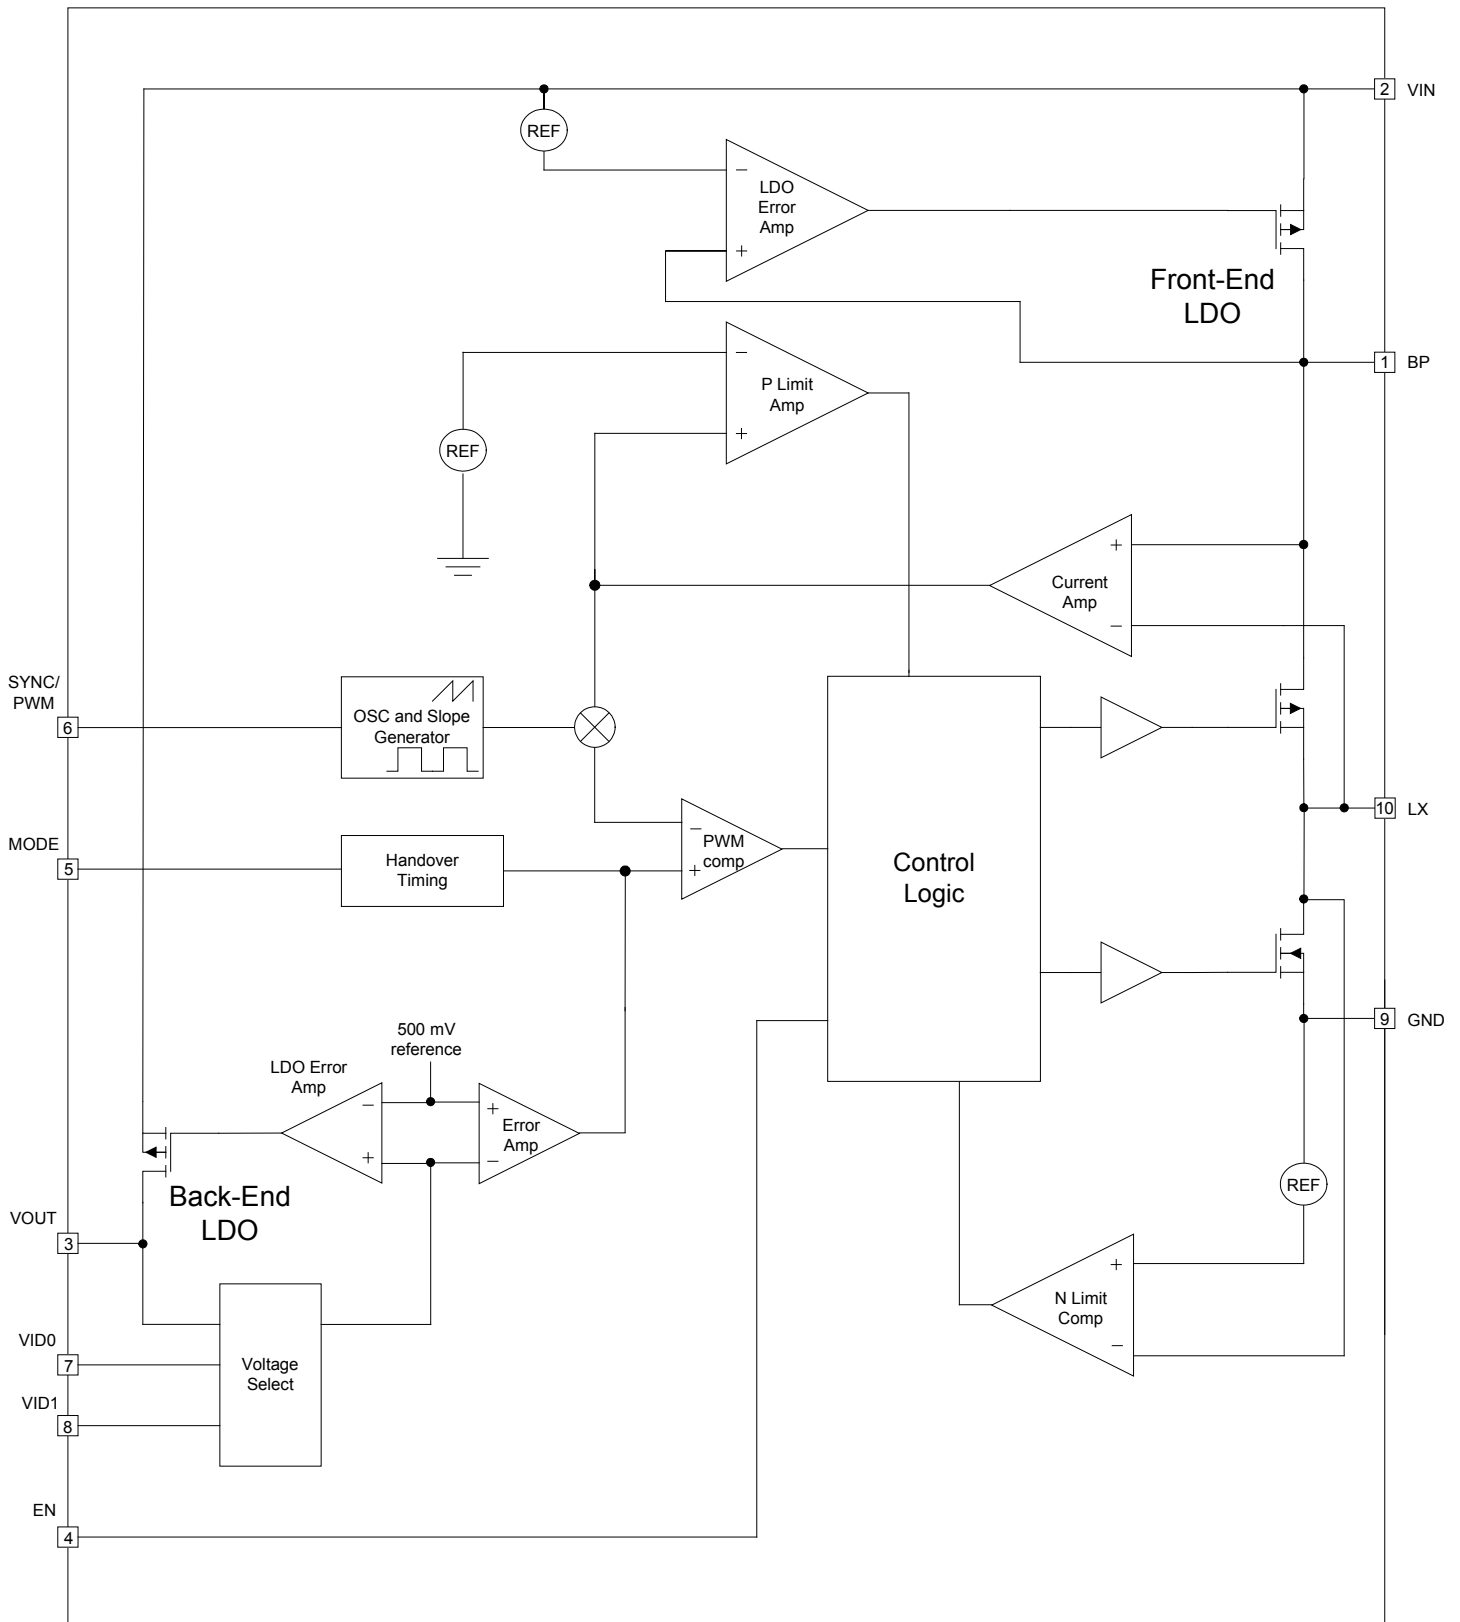 2 VIN
REF
−
LDO
Error
Amp
+
Front-End
LDO
−
P Limit
Amp
+
1 BP
REF
+
Current
Amp
−
SYNC/
PWM
6
OSC and Slope
Generator
10 LX
MODE
5
Handover
Timing
−
PWM
comp
+
Control
Logic
9 GND
500 mV
reference
LDO Error
Amp
−
+
+
Error
Amp
−
Back-End
LDO
REF
VOUT
3
+
N Limit
Comp
−
VID0
7
Voltage
Select
VID1
8
EN
4